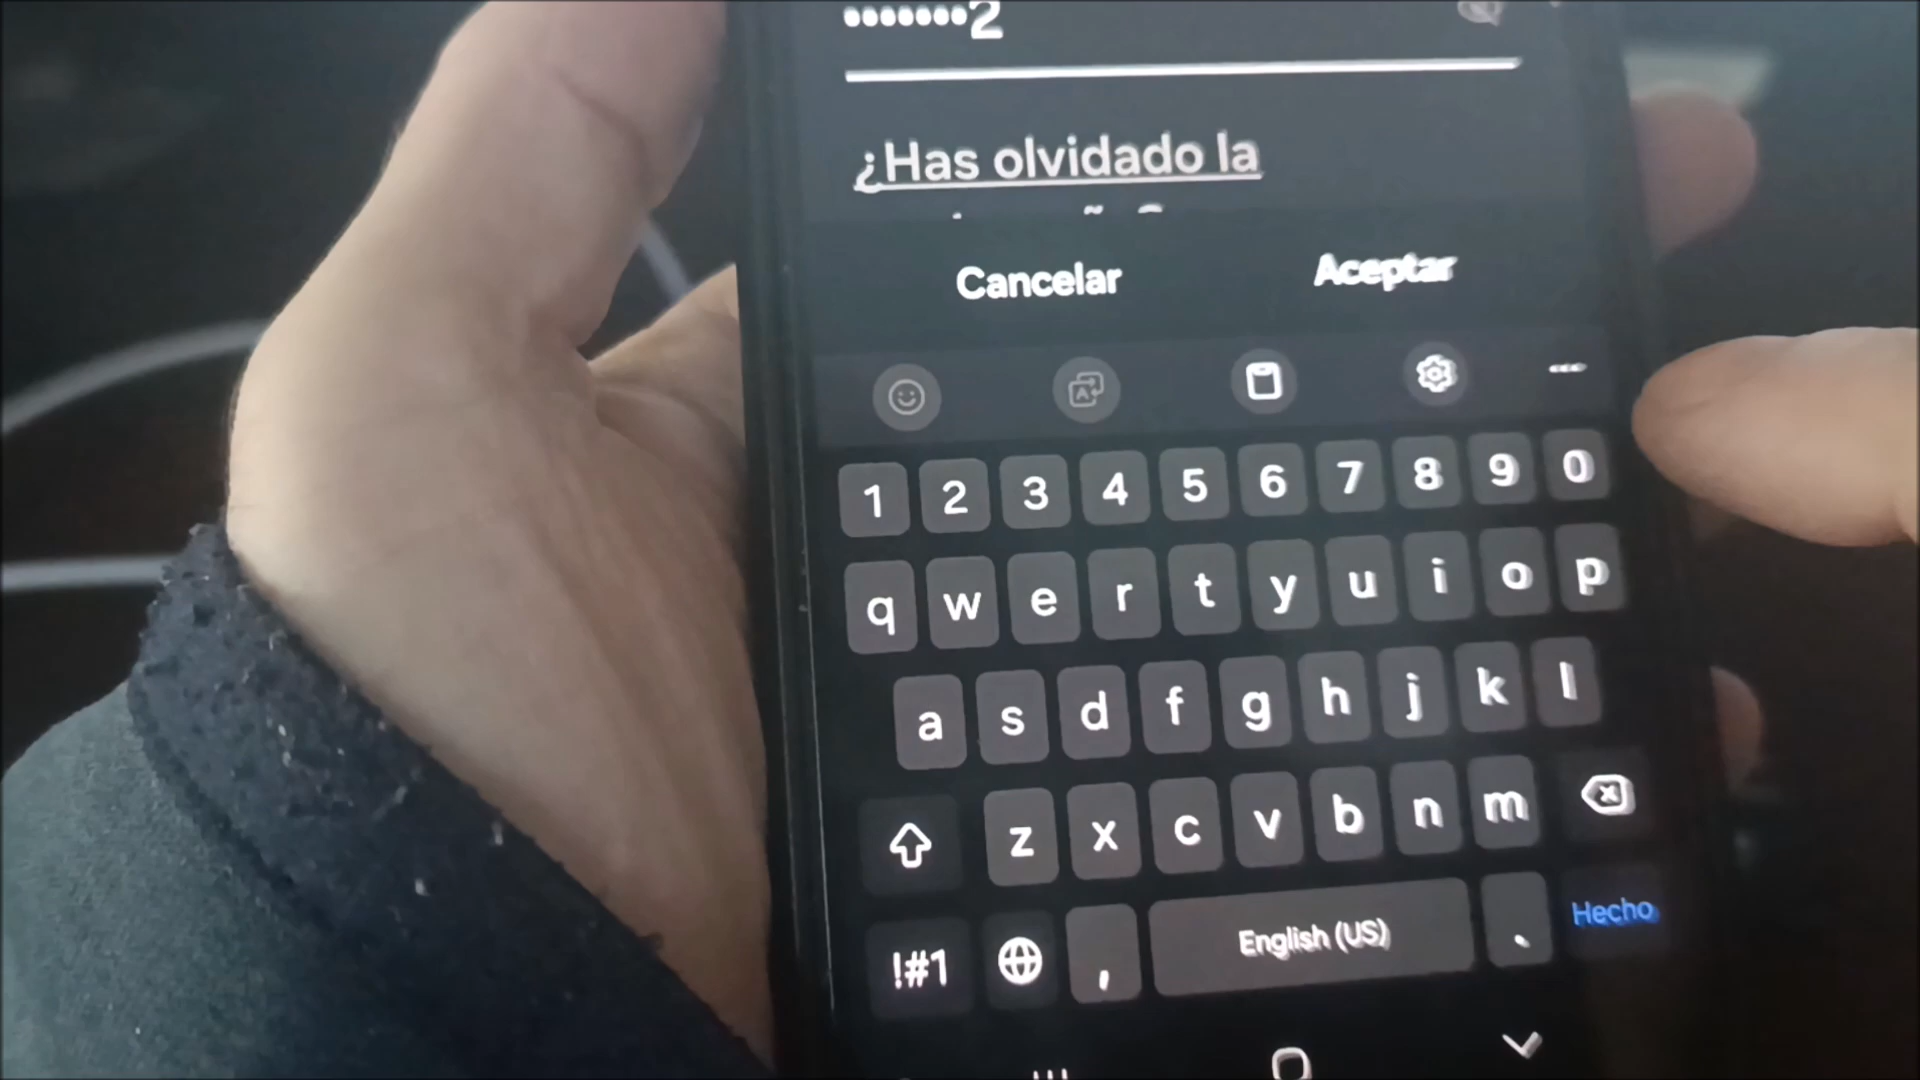 •••••••2
¿Has olvidado la
Cancelar Aceptar
1 2 3 4 5 6 7 8 9 0
q w e r t y u i o p
a s d f g h j k l
z x c v b n m
!#1 , English (US) . Hecho